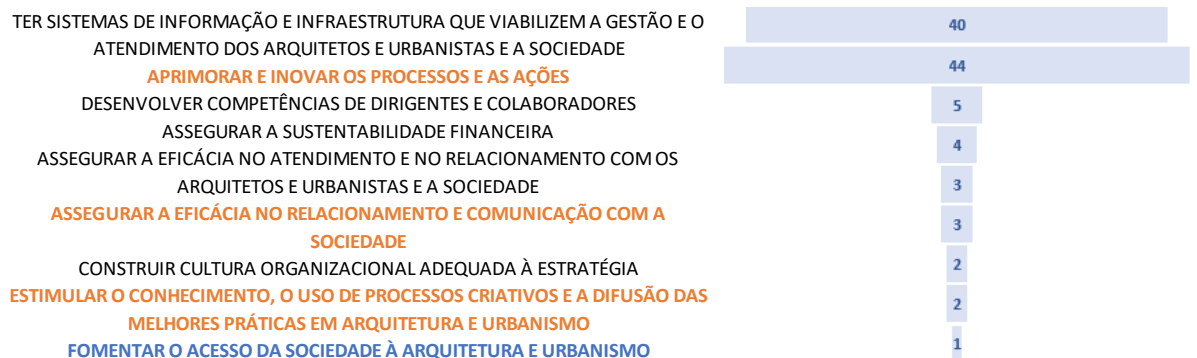 TER SISTEMAS DE INFORMAÇÃO E INFRAESTRUTURA QUE VIABILIZEM A GESTÃO E O
ATENDIMENTO DOS ARQUITETOS E URBANISTAS E A SOCIEDADE
40
APRIMORAR E INOVAR OS PROCESSOS E AS AÇÕES
44
DESENVOLVER COMPETÊNCIAS DE DIRIGENTES E COLABORADORES
5
ASSEGURAR A SUSTENTABILIDADE FINANCEIRA
4
ASSEGURAR A EFICÁCIA NO ATENDIMENTO E NO RELACIONAMENTO COM OS
ARQUITETOS E URBANISTAS E A SOCIEDADE
3
ASSEGURAR A EFICÁCIA NO RELACIONAMENTO E COMUNICAÇÃO COM A
SOCIEDADE
3
CONSTRUIR CULTURA ORGANIZACIONAL ADEQUADA À ESTRATÉGIA
2
ESTIMULAR O CONHECIMENTO, O USO DE PROCESSOS CRIATIVOS E A DIFUSÃO DAS
MELHORES PRÁTICAS EM ARQUITETURA E URBANISMO
2
FOMENTAR O ACESSO DA SOCIEDADE À ARQUITETURA E URBANISMO
1